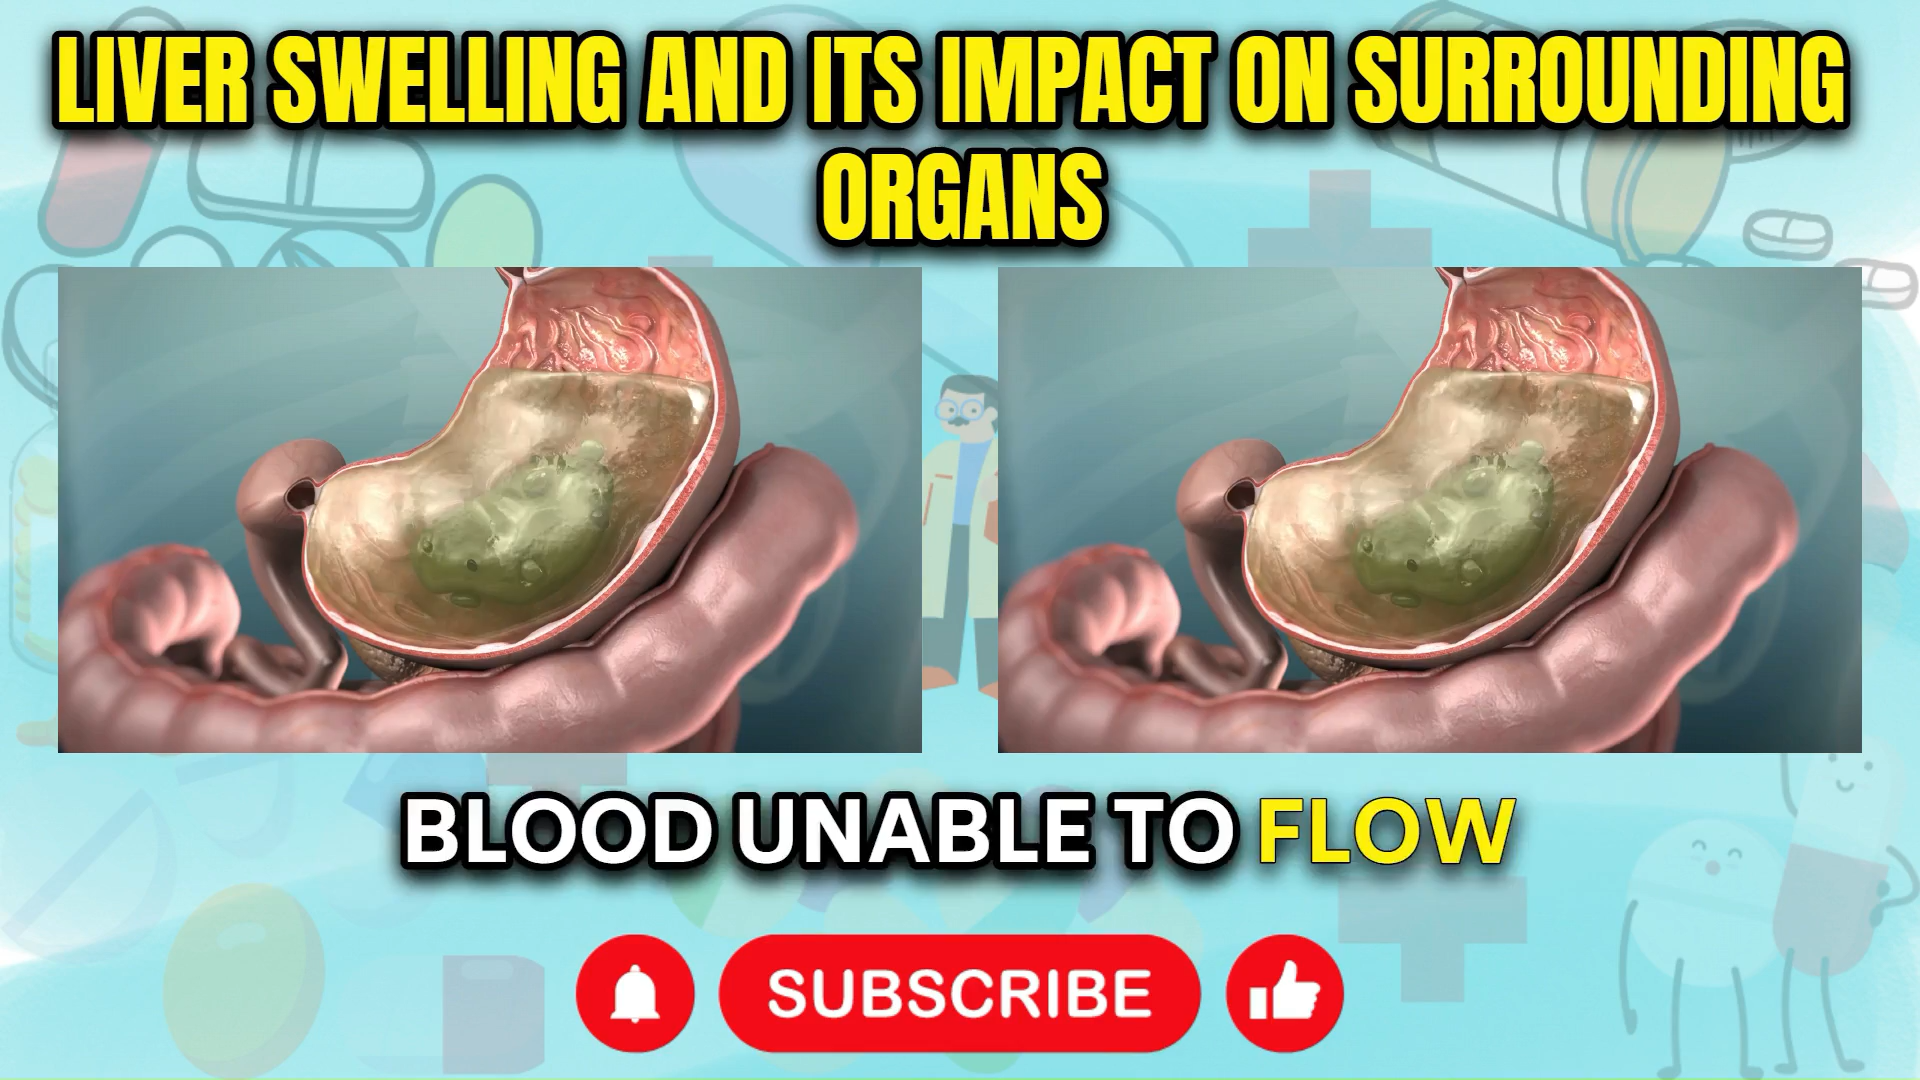 LIVER SWELLING AND ITS IMPACT ON SURROUNDING
ORGANS
BLOOD UNABLE TO FLOW
SUBSCRIBE